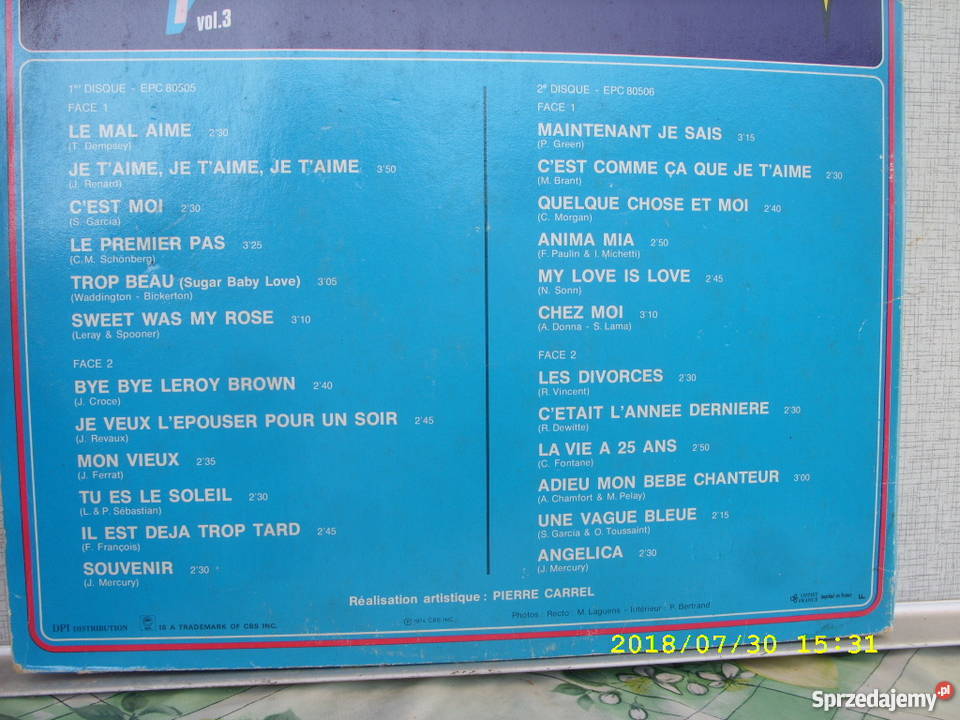 vol.3
1er DISQUE - EPC 80505
FACE 1
LE MAL AIME 2'30
(T. Dempsey)
JE T'AIME, JE T'AIME, JE T'AIME 3'50
(J. Renard)
C'EST MOI 2'30
(S. Garcia)
LE PREMIER PAS 3'25
(C.M. Schönberg)
TROP BEAU (Sugar Baby Love) 3'05
(Waddington - Bickerton)
SWEET WAS MY ROSE 3'10
(Leray & Spooner)
FACE 2
BYE BYE LEROY BROWN 2'40
(J. Croce)
JE VEUX L'EPOUSER POUR UN SOIR 2'45
(J. Revaux)
MON VIEUX 2'35
(J. Ferrat)
TU ES LE SOLEIL 2'30
(L. & P. Sébastian)
IL EST DEJA TROP TARD 2'45
(F. François)
SOUVENIR 2'30
(J. Mercury)
2e DISQUE - EPC 80506
FACE 1
MAINTENANT JE SAIS 3'15
(P. Green)
C'EST COMME ÇA QUE JE T'AIME 2'30
(M. Brant)
QUELQUE CHOSE ET MOI 2'40
(C. Morgan)
ANIMA MIA 2'50
(F. Paulin & I. Michetti)
MY LOVE IS LOVE 2'45
(N. Sonn)
CHEZ MOI 3'10
(A. Donna - S. Lama)
FACE 2
LES DIVORCES 2'30
(R. Vincent)
C'ETAIT L'ANNEE DERNIERE 2'30
(R. Dewitte)
LA VIE A 25 ANS 2'50
(C. Fontane)
ADIEU MON BEBE CHANTEUR 3'00
(A. Chamfort & M. Pelay)
UNE VAGUE BLEUE 2'15
(S. Garcia & O. Toussaint)
ANGELICA 2'30
(J. Mercury)
Réalisation artistique : PIERRE CARREL
℗ 1974 CBS INC.
Photos : Recto : M. Laguens - Intérieur : P. Bertrand
DPI DISTRIBUTION
IS A TRADEMARK OF CBS INC.
OFFSET FRANCE
Imprimé en France
2018/07/30 15:31
Sprzedajemy.pl